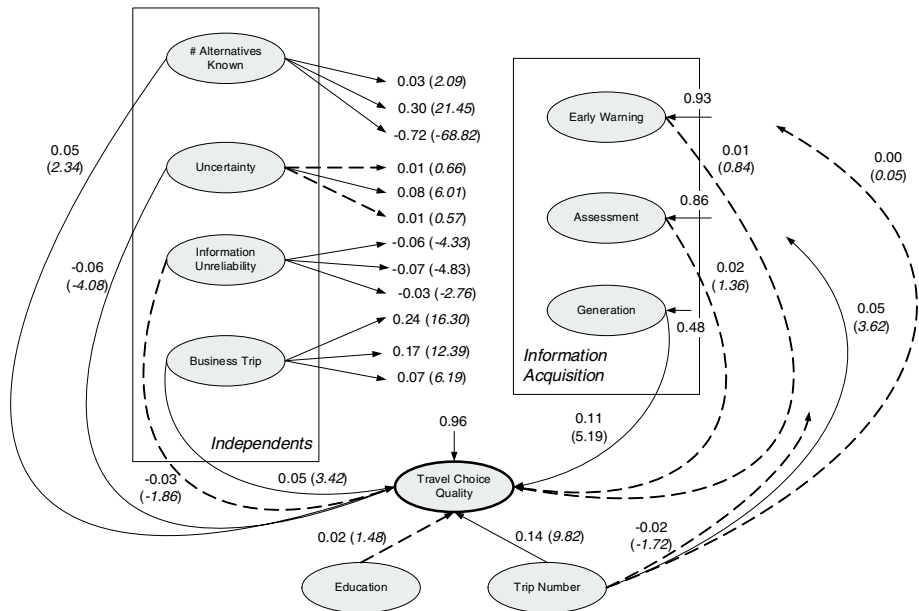 # Alternatives
Known
0.03 (2.09)
0.30 (21.45)
-0.72 (-68.82)
Uncertainty
0.01 (0.66)
0.08 (6.01)
0.01 (0.57)
Information
Unreliability
-0.06 (-4.33)
-0.07 (-4.83)
-0.03 (-2.76)
Business Trip
0.24 (16.30)
0.17 (12.39)
0.07 (6.19)
Independents
0.05
(2.34)
-0.06
(-4.08)
-0.03
(-1.86)
0.05 (3.42)
Early Warning
0.93
Assessment
0.86
Generation
0.48
Information
Acquisition
0.01
(0.84)
0.02
(1.36)
0.11
(5.19)
0.00
(0.05)
0.05
(3.62)
-0.02
(-1.72)
0.96
Travel Choice
Quality
0.02 (1.48)
0.14 (9.82)
Education
Trip Number